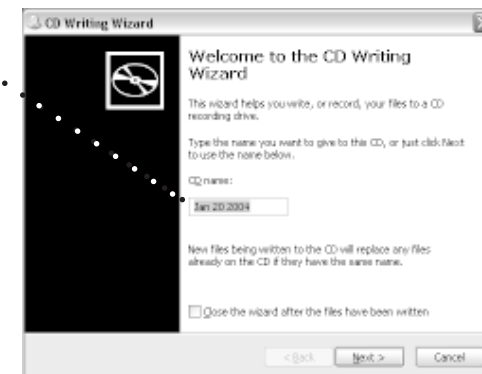 CD Writing Wizard
Welcome to the CD Writing
Wizard
This wizard helps you write, or record, your files to a CD
recording drive.
Type the name you want to give to this CD, or just click Next
to use the name below.
CD name:
Jan 20 2004
New files being written to the CD will replace any files
already on the CD if they have the same name.
Close the wizard after the files have been written
< Back Next > Cancel